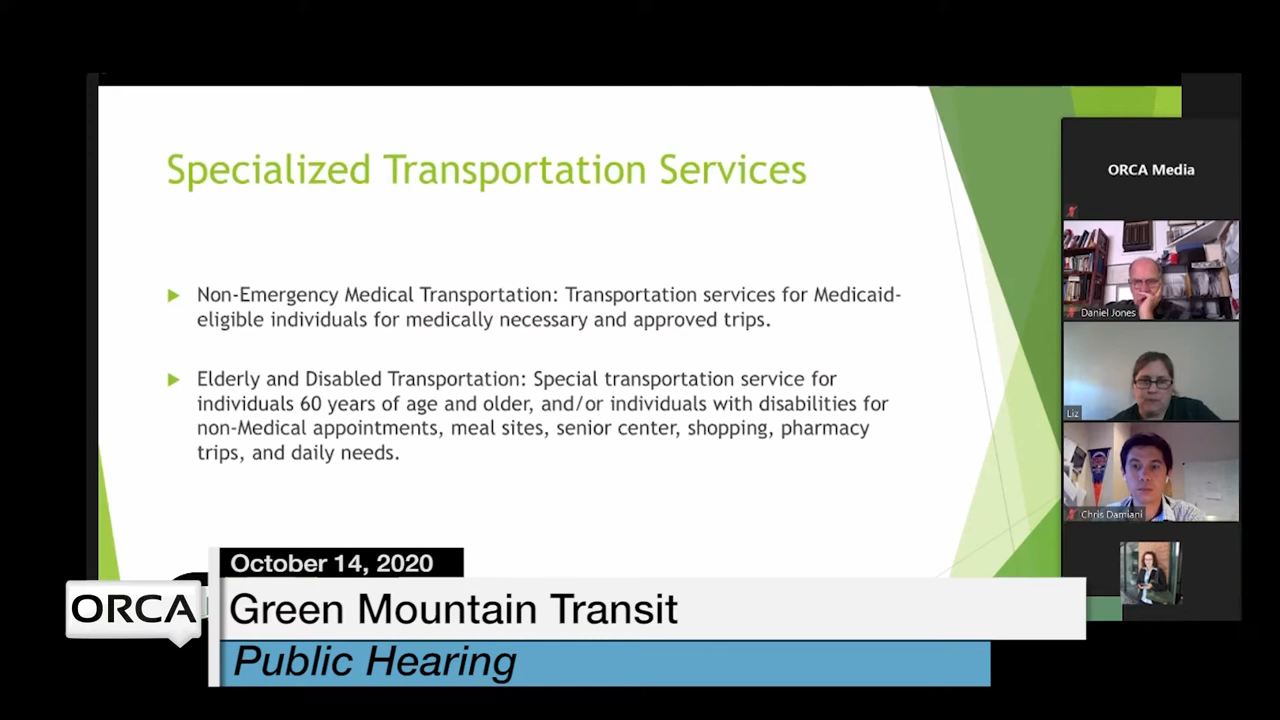 Specialized Transportation Services
Non-Emergency Medical Transportation: Transportation services for Medicaid-
eligible individuals for medically necessary and approved trips.
Elderly and Disabled Transportation: Special transportation service for
individuals 60 years of age and older, and/or individuals with disabilities for
non-Medical appointments, meal sites, senior center, shopping, pharmacy
trips, and daily needs.
ORCA Media
Daniel Jones
Liz
Chris Damiani
October 14, 2020
ORCA
Green Mountain Transit
Public Hearing